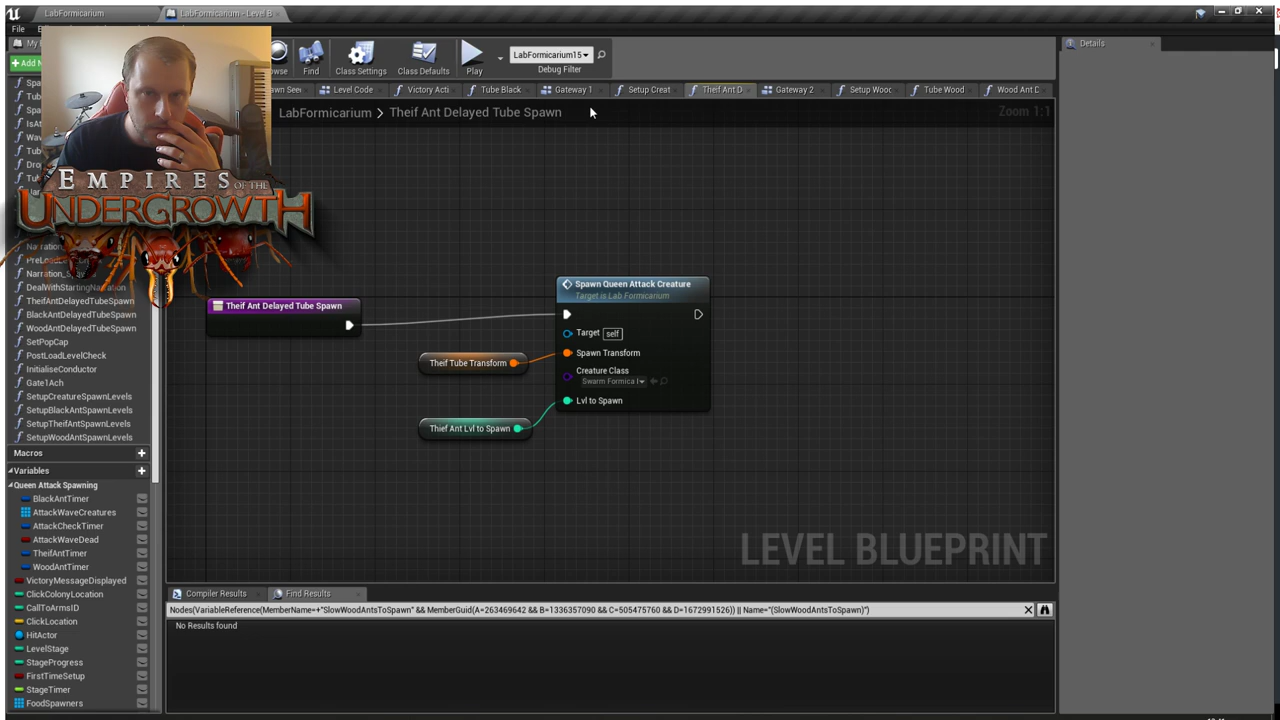 LabFormicarium
LabFormicarium - Level B
File
My
Add N
Find
Class Settings
Class Defaults
Play
LabFormicarium15
Debug Filter
Level Code
Victory Acti
Tube Black
Gateway 1
Setup Creat
Theif Ant D
Gateway 2
Setup Wooc
Tube Wood
Wood Ant D
Details
LabFormicarium > Theif Ant Delayed Tube Spawn
Zoom 1:1
EMPIRES OF THE
UNDERGROWTH
DealWithStartingNarration
TheifAntDelayedTubeSpawn
BlackAntDelayedTubeSpawn
WoodAntDelayedTubeSpawn
SetPopCap
PostLoadLevelCheck
InitialiseConductor
Gate1Ach
SetupCreatureSpawnLevels
SetupBlackAntSpawnLevels
SetupTheifAntSpawnLevels
SetupWoodAntSpawnLevels
Macros
Variables
Queen Attack Spawning
BlackAntTimer
AttackWaveCreatures
AttackCheckTimer
AttackWaveDead
TheifAntTimer
WoodAntTimer
VictoryMessageDisplayed
ClickColonyLocation
CallToArmsID
ClickLocation
HitActor
LevelStage
StageProgress
FirstTimeSetup
StageTimer
FoodSpawners
Theif Ant Delayed Tube Spawn
Theif Tube Transform
Thief Ant Lvl to Spawn
Spawn Queen Attack Creature
Target is Lab Formicarium
Target self
Spawn Transform
Creature Class
Swarm Formica I
Lvl to Spawn
LEVEL BLUEPRINT
Compiler Results
Find Results
Nodes(VariableReference(MemberName=+"SlowWoodAntsToSpawn" && MemberGuid(A=263469642 && B=1336357090 && C=505475760 && D=1672991526)) || Name="(SlowWoodAntsToSpawn)")
No Results found